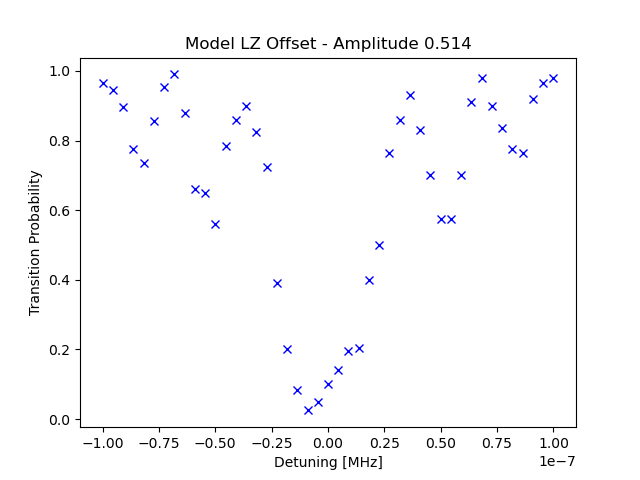 Model LZ Offset - Amplitude 0.514
Transition Probability
1.0
0.8
0.6
0.4
0.2
0.0
−1.00 −0.75 −0.50 −0.25 0.00 0.25 0.50 0.75 1.00
1e−7
Detuning [MHz]